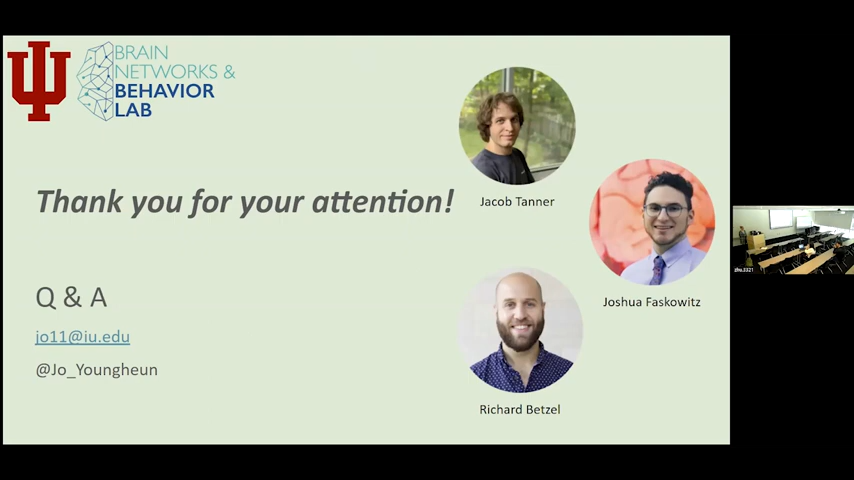 BRAIN
NETWORKS &
BEHAVIOR
LAB
Thank you for your attention!
Q & A
jo11@iu.edu
@Jo_Youngheun
Jacob Tanner
Joshua Faskowitz
Richard Betzel